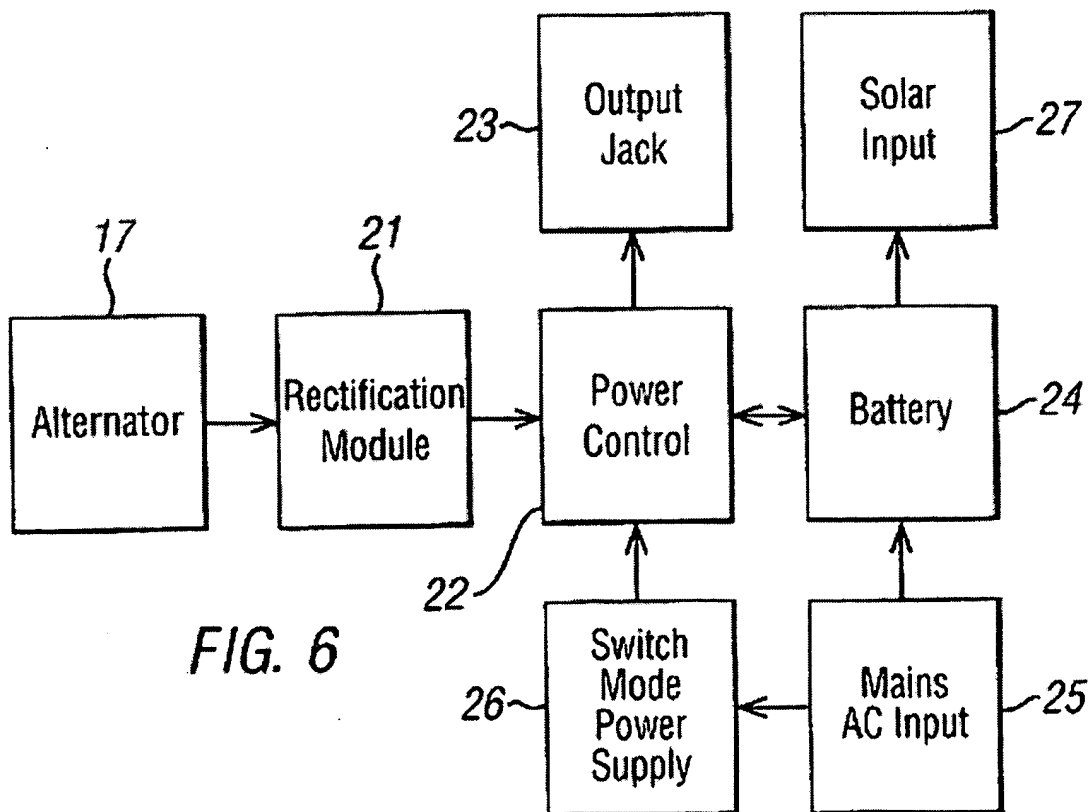 23
Output
Jack
Solar
Input
27
17
21
Alternator
Rectification
Module
Power
Control
Battery
24
22
FIG. 6
26
Switch
Mode
Power
Supply
Mains
AC Input
25